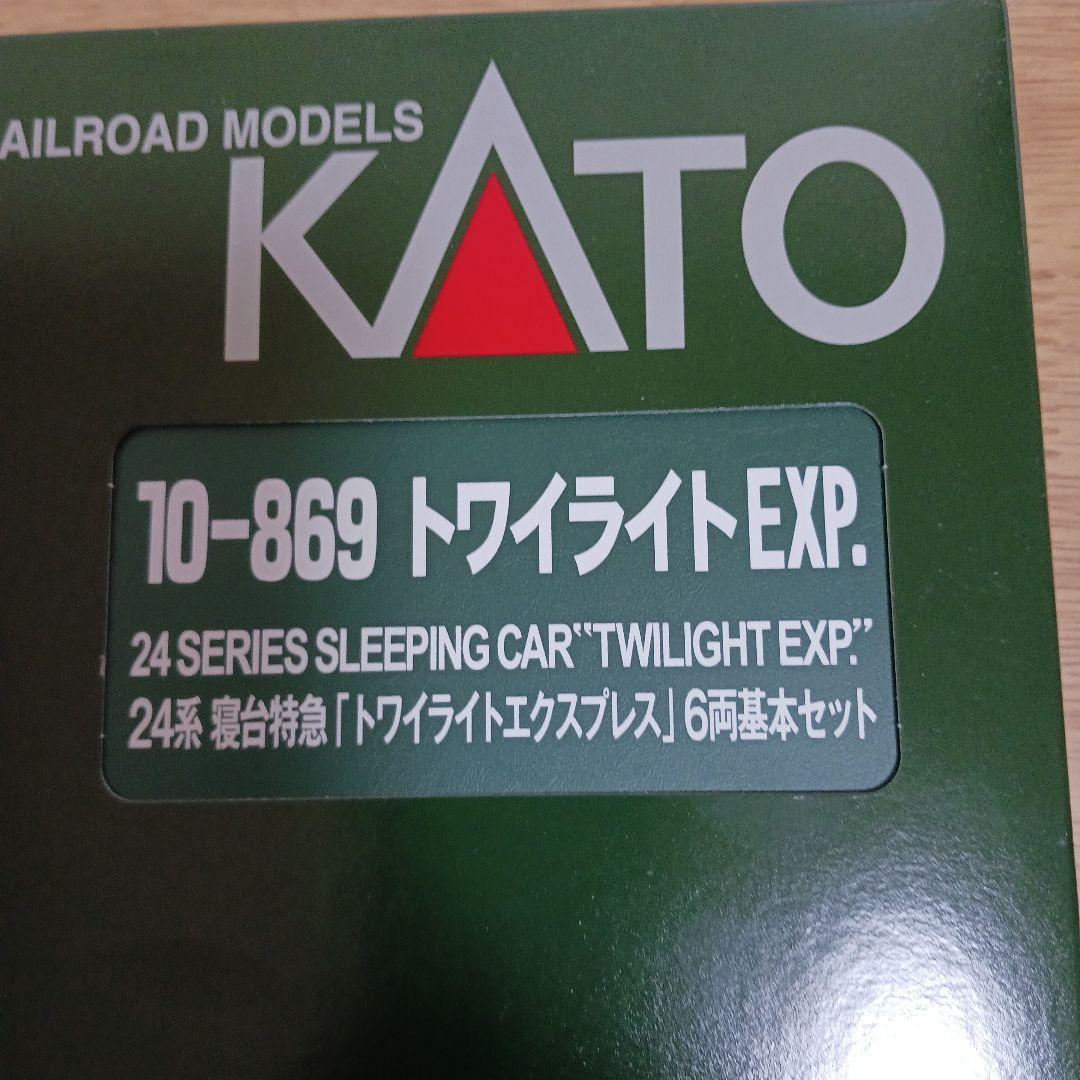 AILROAD MODELS
KATO
10-869 トワイライトEXP.
24 SERIES SLEEPING CAR“TWILIGHT EXP.”
24系 寝台特急「トワイライトエクスプレス」6両基本セット